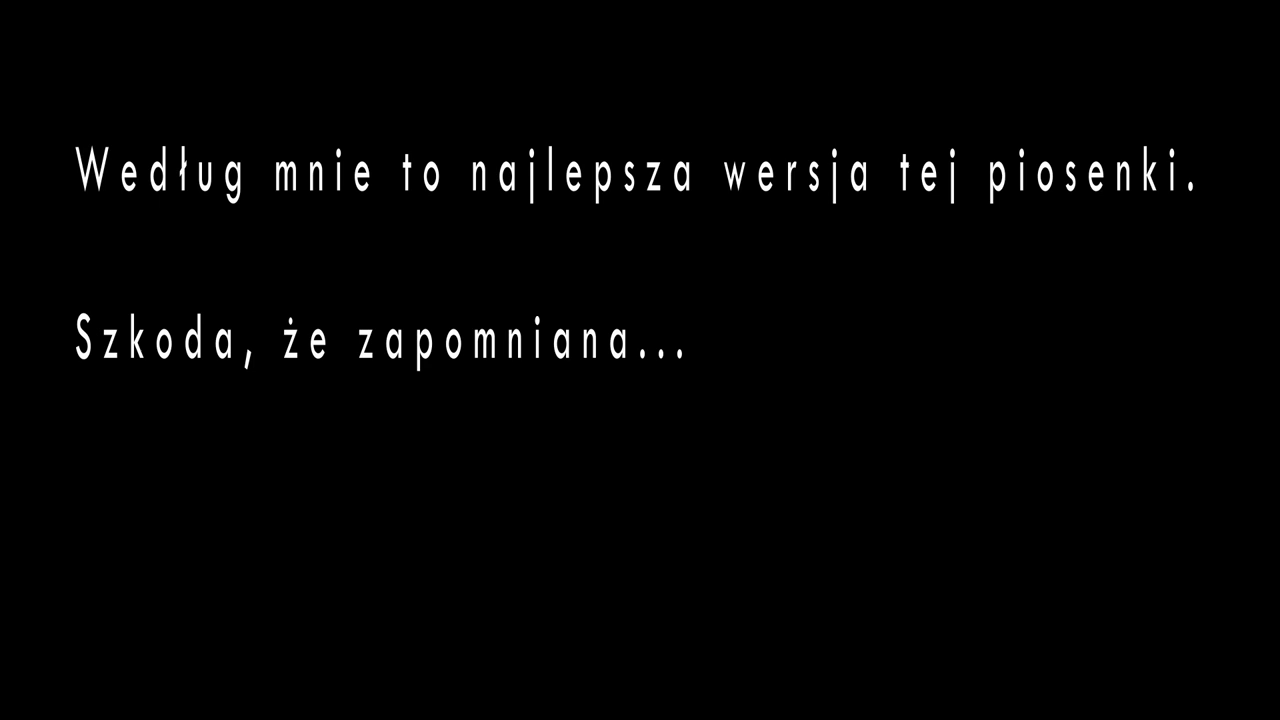 Według mnie to najlepsza wersja tej piosenki.
Szkoda, że zapomniana...